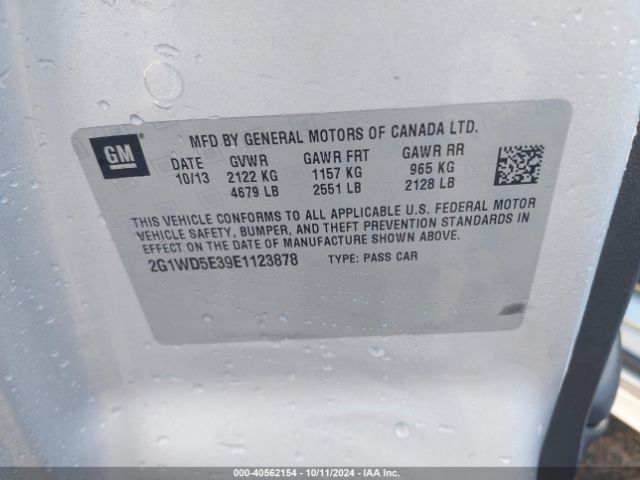 GM
MFD BY GENERAL MOTORS OF CANADA LTD.
DATE GVWR GAWR FRT GAWR RR
10/13 2122 KG 1157 KG 965 KG
4679 LB 2551 LB 2128 LB
THIS VEHICLE CONFORMS TO ALL APPLICABLE U.S. FEDERAL MOTOR
VEHICLE SAFETY, BUMPER, AND THEFT PREVENTION STANDARDS IN
EFFECT ON THE DATE OF MANUFACTURE SHOWN ABOVE.
2G1WD5E39E1123878 TYPE: PASS CAR
000-40562154 - 10/11/2024 - IAA Inc.